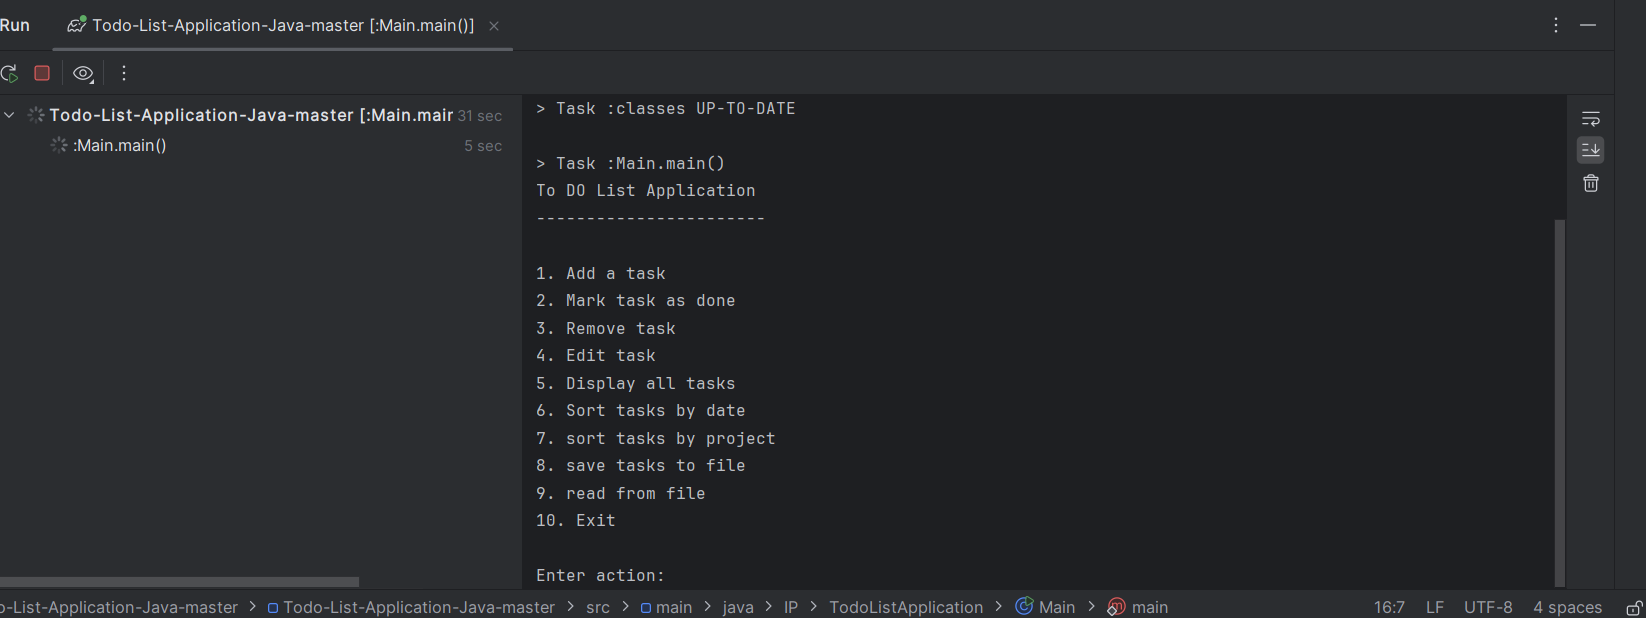 Run Todo-List-Application-Java-master [:Main.main()]
Todo-List-Application-Java-master [:Main.mair 31 sec
:Main.main() 5 sec
> Task :classes UP-TO-DATE
> Task :Main.main()
To DO List Application
-----------------------
1. Add a task
2. Mark task as done
3. Remove task
4. Edit task
5. Display all tasks
6. Sort tasks by date
7. sort tasks by project
8. save tasks to file
9. read from file
10. Exit
Enter action:
o-List-Application-Java-master > Todo-List-Application-Java-master > src > main > java > IP > TodoListApplication > Main > main 16:7 LF UTF-8 4 spaces